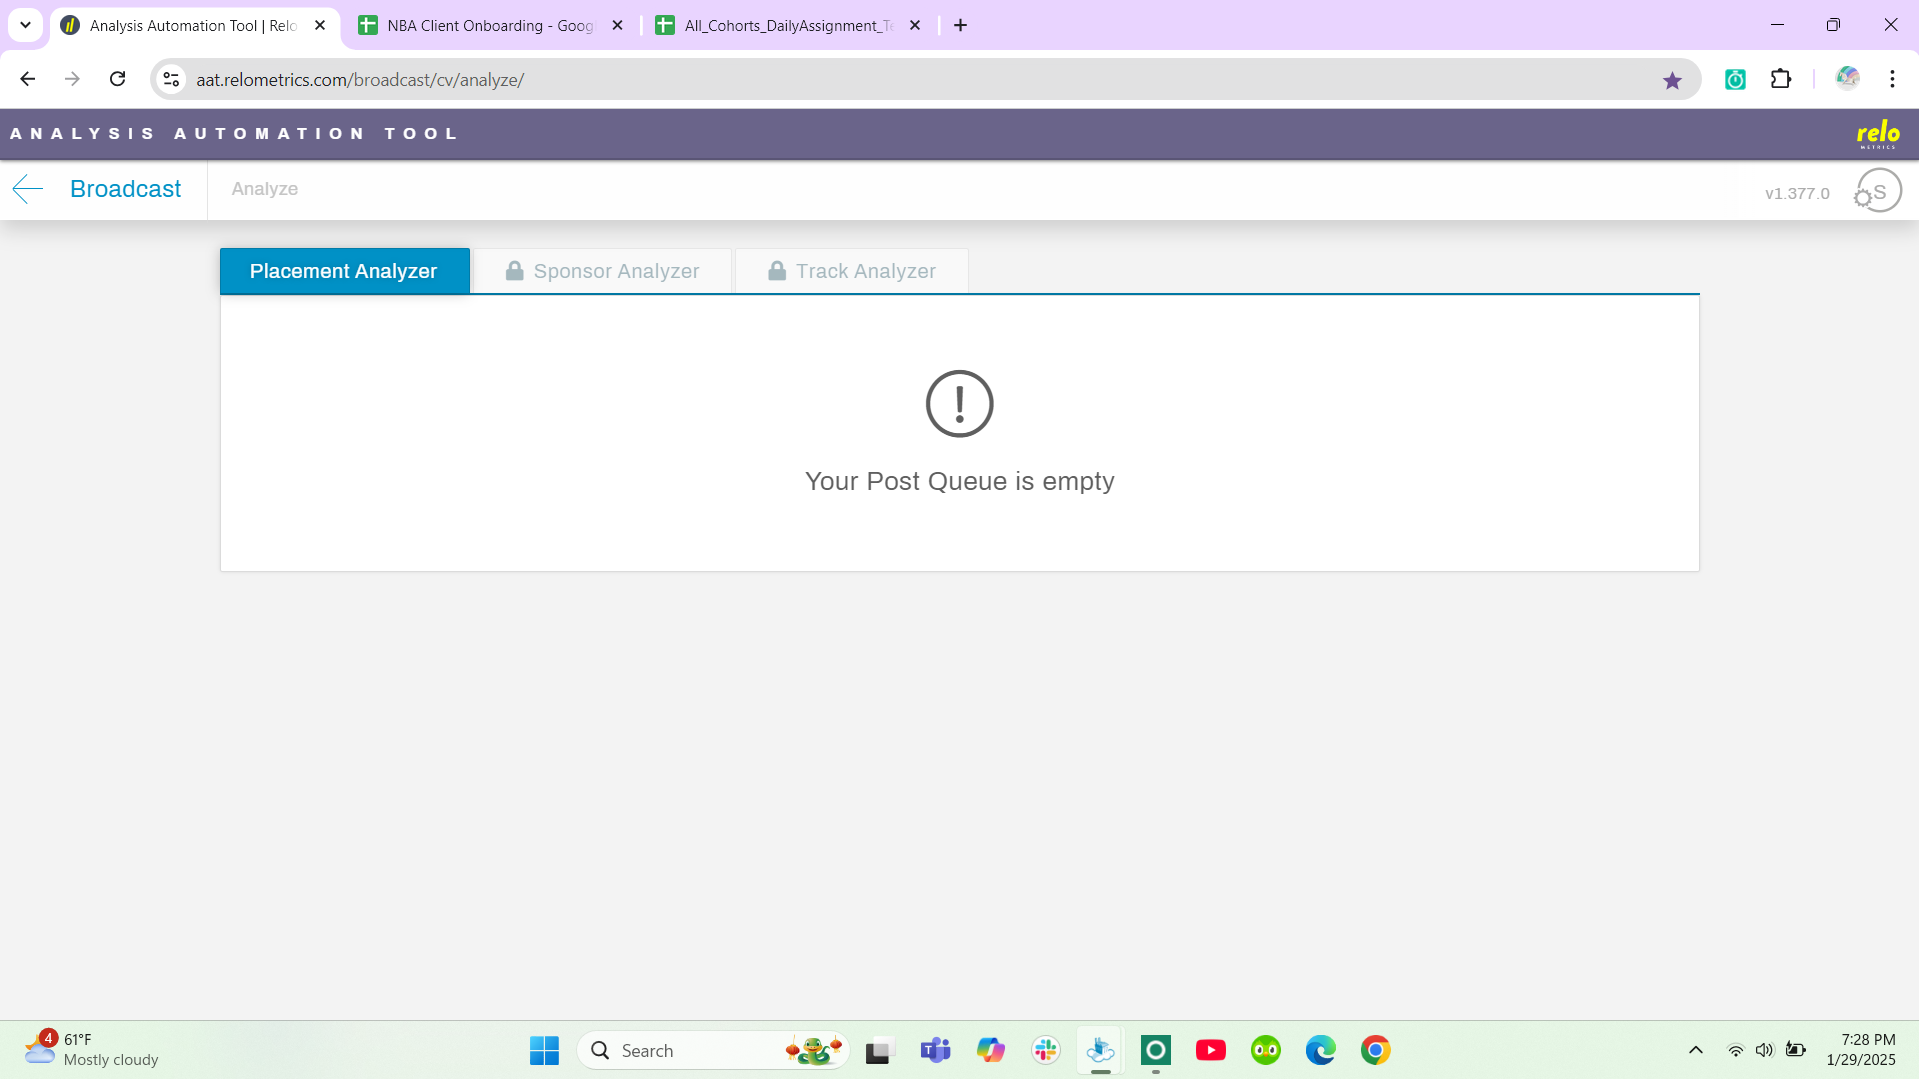 Analysis Automation Tool | Relo
NBA Client Onboarding - Goog
All_Cohorts_DailyAssignment_Te
aat.relometrics.com/broadcast/cv/analyze/
ANALYSIS AUTOMATION TOOL
relo
METRICS
Broadcast
Analyze
v1.377.0
S
Placement Analyzer
Sponsor Analyzer
Track Analyzer
Your Post Queue is empty
4
61°F
Mostly cloudy
Search
7:28 PM
1/29/2025